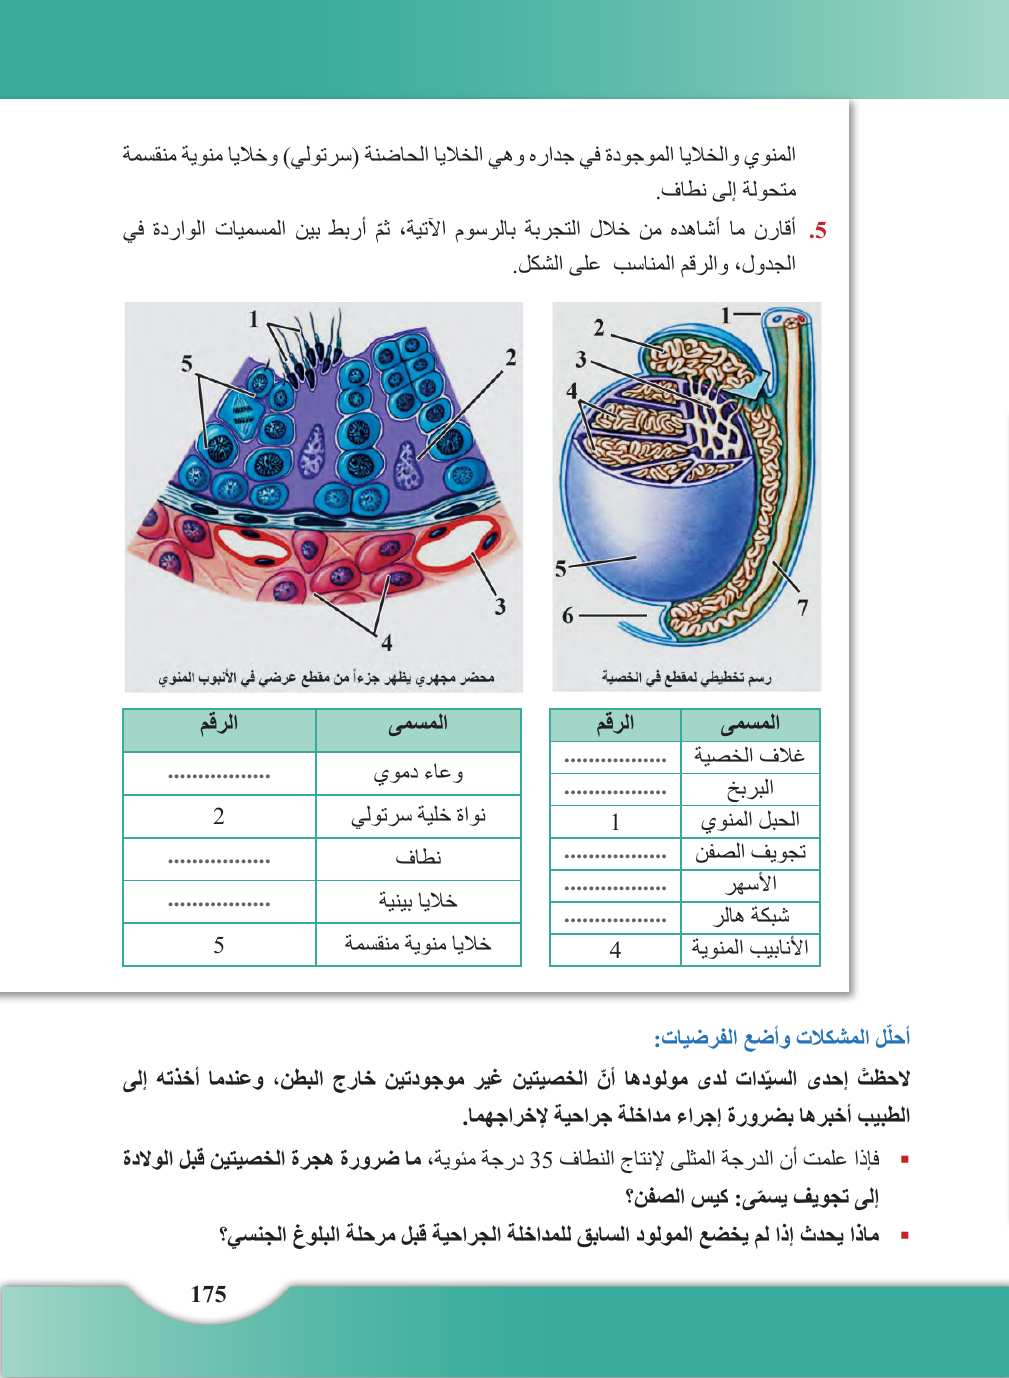 المنوي والخلايا الموجودة في جداره وهي الخلايا الحاضنة (سرتولي) وخلايا منوية منقسمة
متحولة إلى نطاف.
5. أقارن ما أشاهده من خلال التجربة بالرسوم الآتية، ثمّ أربط بين المسميات الواردة في
الجدول، والرقم المناسب على الشكل.
1
2
3
4
5
6
7
رسم تخطيطي لمقطع في الخصية
1
2
5
3
4
محضر مجهري يظهر جزءاً من مقطع عرضي في الأنبوب المنوي
المسمى الرقم
غلاف الخصية .................
البربخ .................
الحبل المنوي 1
تجويف الصفن .................
الأسهر .................
شبكة هالر .................
الأنابيب المنوية 4
المسمى الرقم
وعاء دموي .................
نواة خلية سرتولي 2
نطاف .................
خلايا بينية .................
خلايا منوية منقسمة 5
أحلّل المشكلات وأضع الفرضيات:
لاحظتْ إحدى السيّدات لدى مولودها أنّ الخصيتين غير موجودتين خارج البطن، وعندما أخذته إلى
الطبيب أخبرها بضرورة إجراء مداخلة جراحية لإخراجهما.
▪ فإذا علمت أن الدرجة المثلى لإنتاج النطاف 35 درجة مئوية، ما ضرورة هجرة الخصيتين قبل الولادة
إلى تجويف يسمّى: كيس الصفن؟
▪ ماذا يحدث إذا لم يخضع المولود السابق للمداخلة الجراحية قبل مرحلة البلوغ الجنسي؟
175